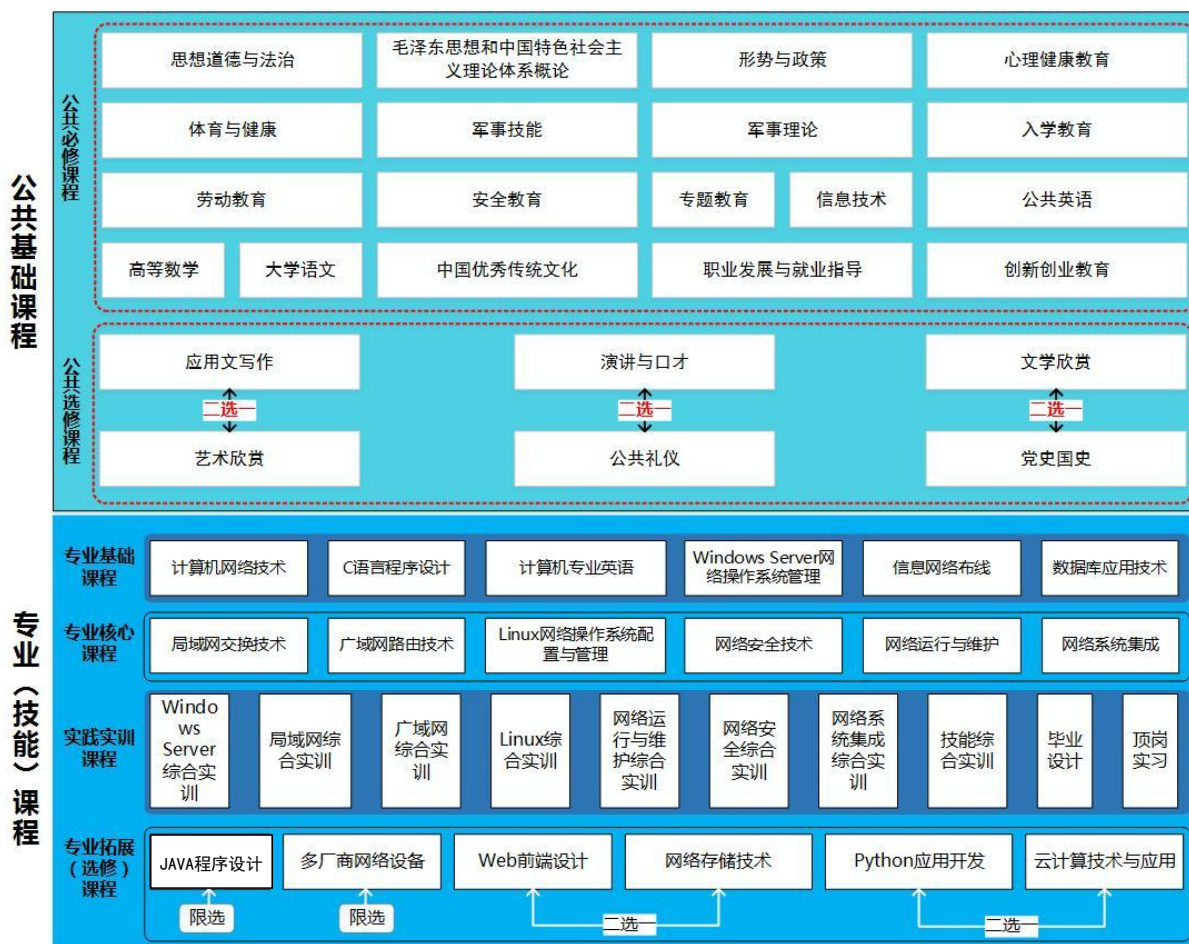 公共基础课程
公共必修课程
思想道德与法治
毛泽东思想和中国特色社会主
义理论体系概论
形势与政策
心理健康教育
体育与健康
军事技能
军事理论
入学教育
劳动教育
安全教育
专题教育
信息技术
公共英语
高等数学
大学语文
中国优秀传统文化
职业发展与就业指导
创新创业教育
公共选修课程
应用文写作
演讲与口才
文学欣赏
二选一
二选一
二选一
艺术欣赏
公共礼仪
党史国史
专业（技能）课程
专业基础
课程
计算机网络技术
C语言程序设计
计算机专业英语
Windows Server网
络操作系统管理
信息网络布线
数据库应用技术
专业核心
课程
局域网交换技术
广域网路由技术
Linux网络操作系统配
置与管理
网络安全技术
网络运行与维护
网络系统集成
实践实训
课程
Windo
ws
Server
综合实
训
局域网综
合实训
广域网
综合实
训
Linux综
合实训
网络运
行与维
护综合
实训
网络安
全综合
实训
网络系
统集成
综合实
训
技能综
合实训
毕业
设计
顶岗
实习
专业拓展
（选修）
课程
JAVA程序设计
多厂商网络设备
Web前端设计
网络存储技术
Python应用开发
云计算技术与应用
限选
限选
二选一
二选一